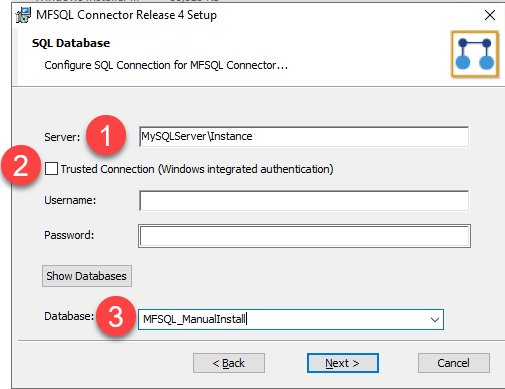 MFSQL Connector Release 4 Setup
SQL Database
Configure SQL Connection for MFSQL Connector...
Server: 1 MySQLServer\Instance
2 Trusted Connection (Windows integrated authentication)
Username:
Password:
Show Databases
Database: 3 MFSQL_ManualInstall
< Back Next > Cancel